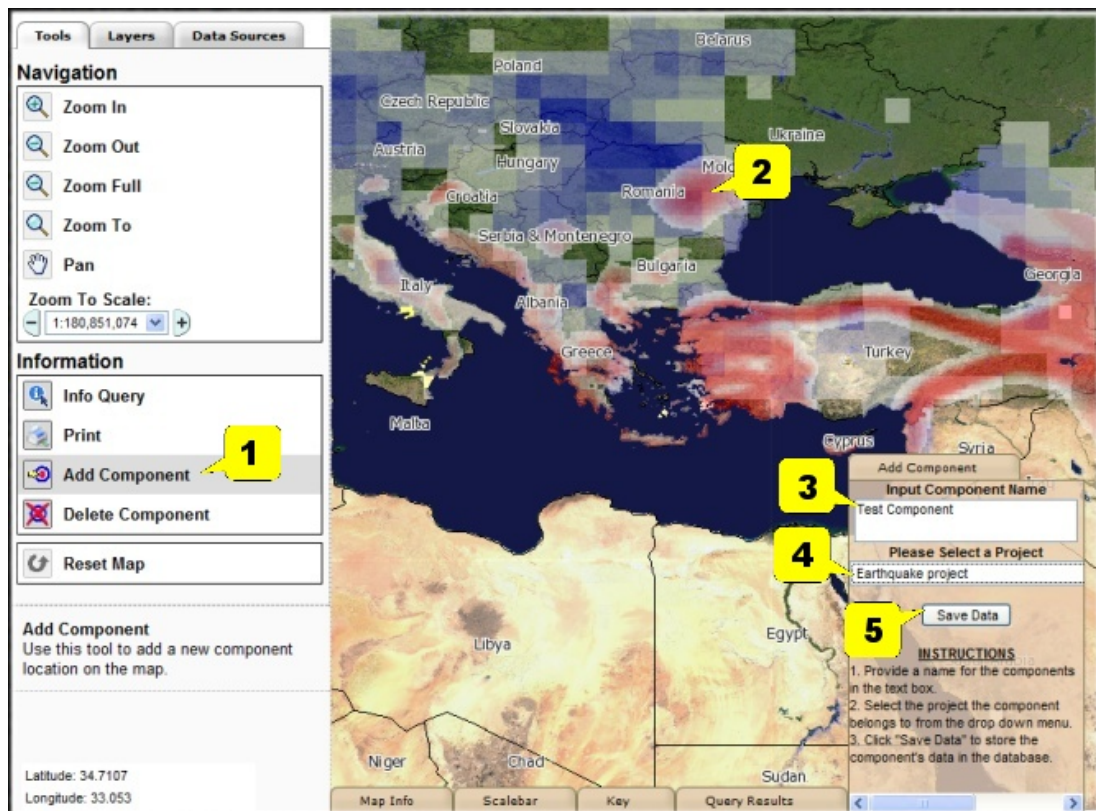 Tools Layers Data Sources
Navigation
Zoom In
Zoom Out
Zoom Full
Zoom To
Pan
Zoom To Scale:
1:180,851,074
Information
Info Query
Print
Add Component
1
Delete Component
Reset Map
Add Component
Use this tool to add a new component
location on the map.
Latitude: 34.7107
Longitude: 33.053
Belarus
Poland
Czech Republic
Slovakia
Ukraine
Austria
Hungary
Romania
2
Croatia
Serbia & Montenegro
Bulgaria
Georgia
Italy
Albania
Greece
Turkey
Malta
Cyprus
Syria
Libya
Egypt
Niger
Chad
Sudan
Add Component
Input Component Name
3
Test Component
Please Select a Project
4
Earthquake project
5
Save Data
INSTRUCTIONS
1. Provide a name for the components
in the text box.
2. Select the project the component
belongs to from the drop down menu.
3. Click "Save Data" to store the
component's data in the database.
Map Info Scalebar Key Query Results